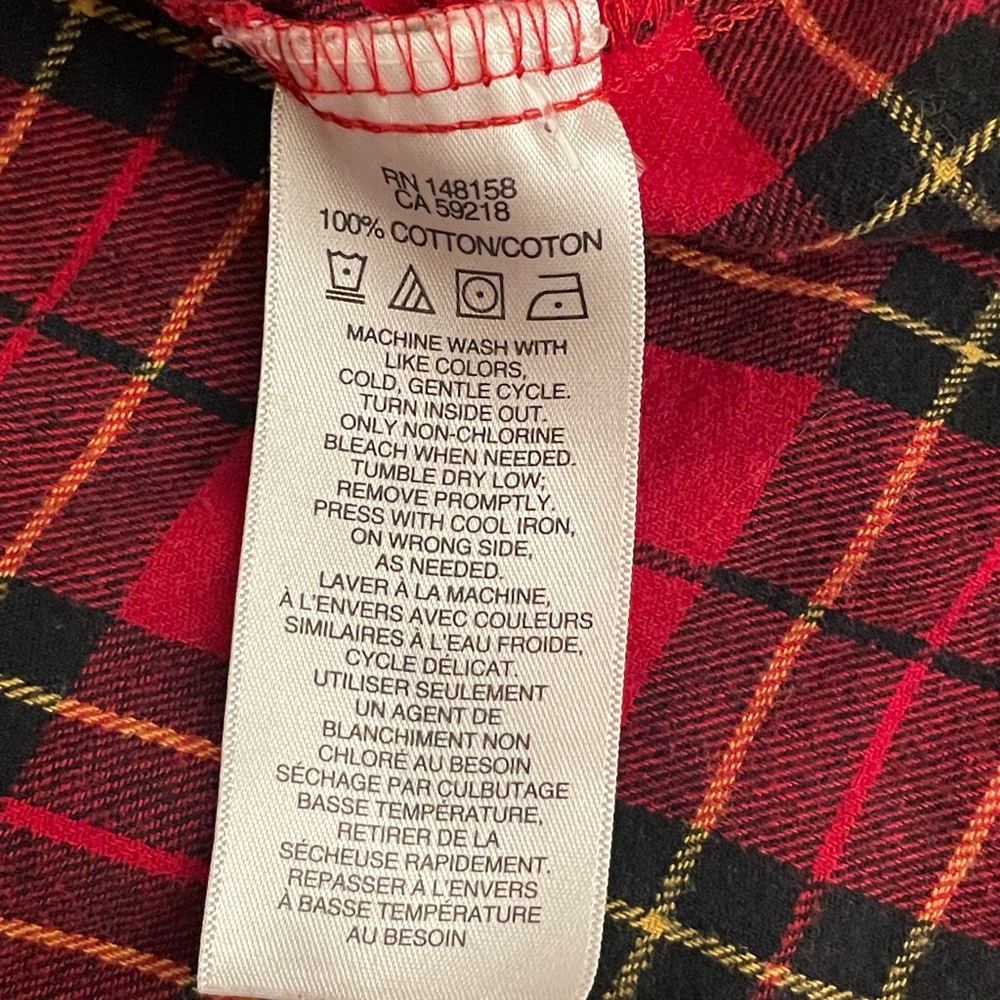 RN 148158
CA 59218
100% COTTON/COTON
MACHINE WASH WITH
LIKE COLORS,
COLD, GENTLE CYCLE.
TURN INSIDE OUT.
ONLY NON-CHLORINE
BLEACH WHEN NEEDED.
TUMBLE DRY LOW;
REMOVE PROMPTLY.
PRESS WITH COOL IRON,
ON WRONG SIDE,
AS NEEDED.
LAVER À LA MACHINE,
À L'ENVERS AVEC COULEURS
SIMILAIRES À L'EAU FROIDE,
CYCLE DÉLICAT.
UTILISER SEULEMENT
UN AGENT DE
BLANCHIMENT NON
CHLORÉ AU BESOIN
SÉCHAGE PAR CULBUTAGE
BASSE TEMPÉRATURE,
RETIRER DE LA
SÉCHEUSE RAPIDEMENT.
REPASSER À L'ENVERS
À BASSE TEMPÉRATURE
AU BESOIN